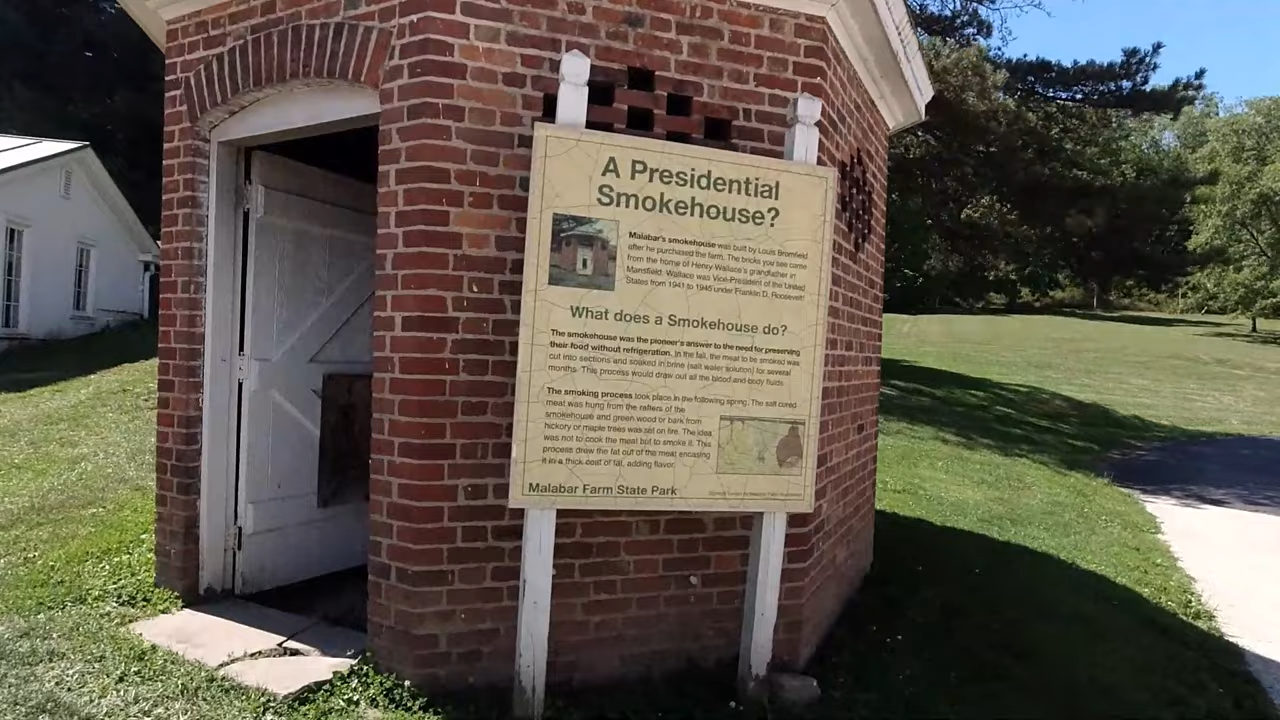 A Presidential
Smokehouse?
Malabar's smokehouse was built by Louis Bromfield
after he purchased the farm. The bricks you see came
from the home of Henry Wallace's grandfather in
Mansfield. Wallace was Vice-President of the United
States from 1941 to 1945 under Franklin D. Roosevelt!
What does a Smokehouse do?
The smokehouse was the pioneer's answer to the need for preserving
their food without refrigeration. In the fall, the meat to be smoked was
cut into sections and soaked in brine (salt water solution) for several
months. This process would draw out all the blood and body fluids.
The smoking process took place in the following spring. The salt cured
meat was hung from the rafters of the
smokehouse and green wood or bark from
hickory or maple trees was set on fire. The idea
was not to cook the meat but to smoke it. This
process drew the fat out of the meat encasing
it in a thick coat of fat, adding flavor.
Malabar Farm State Park